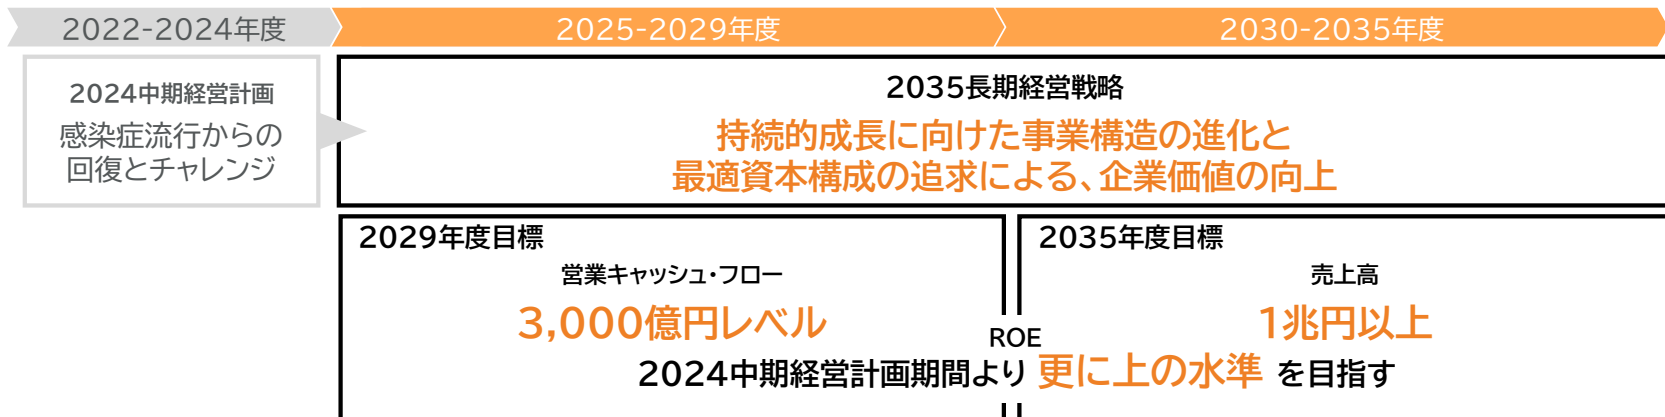 2022-2024年度
2025-2029年度
2030-2035年度
2024中期経営計画
感染症流行からの
回復とチャレンジ
2035長期経営戦略
持続的成長に向けた事業構造の進化と
最適資本構成の追求による、企業価値の向上
2029年度目標
営業キャッシュ・フロー
3,000億円レベル
2035年度目標
売上高
1兆円以上
ROE
2024中期経営計画期間より 更に上の水準 を目指す